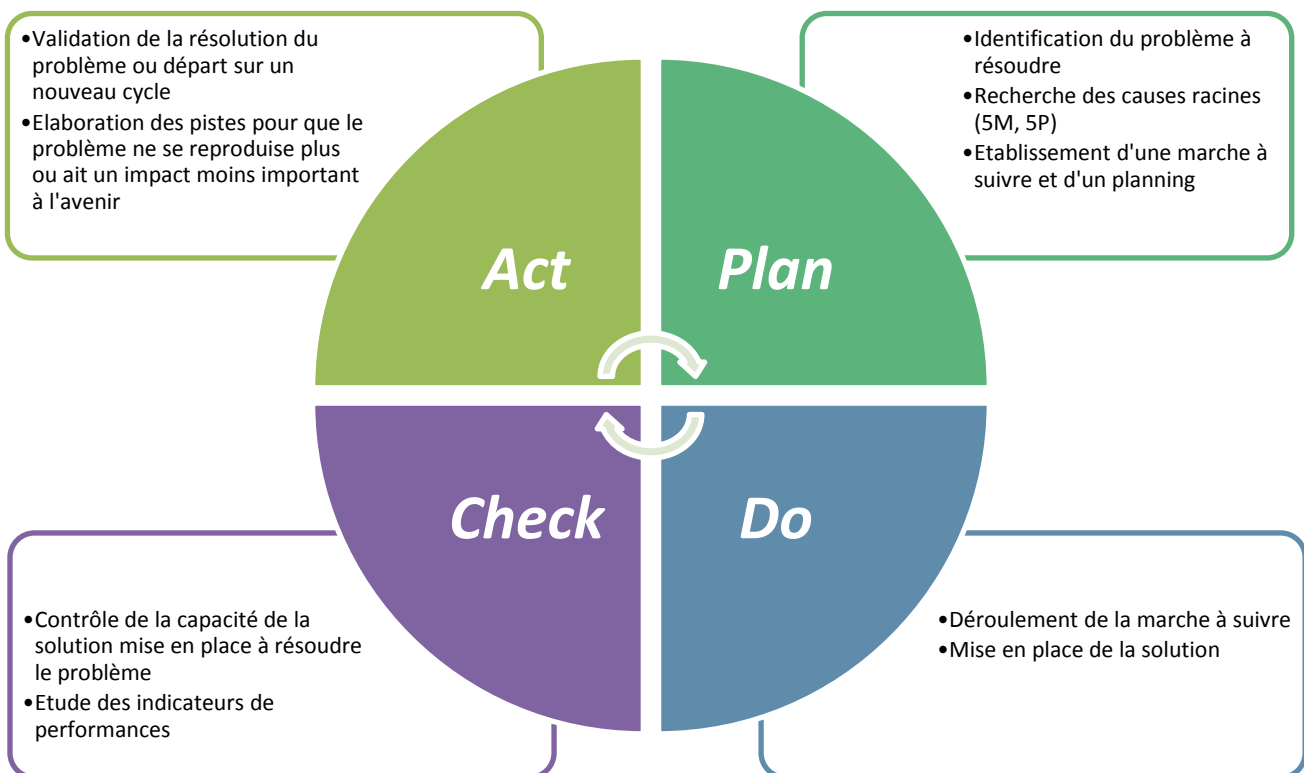 •Validation de la résolution du
problème ou départ sur un
nouveau cycle
•Elaboration des pistes pour que le
problème ne se reproduise plus
ou ait un impact moins important
à l'avenir
•Identification du problème à
résoudre
•Recherche des causes racines
(5M, 5P)
•Etablissement d'une marche à
suivre et d'un planning
Act
Plan
Check
Do
•Contrôle de la capacité de la
solution mise en place à résoudre
le problème
•Etude des indicateurs de
performances
•Déroulement de la marche à suivre
•Mise en place de la solution